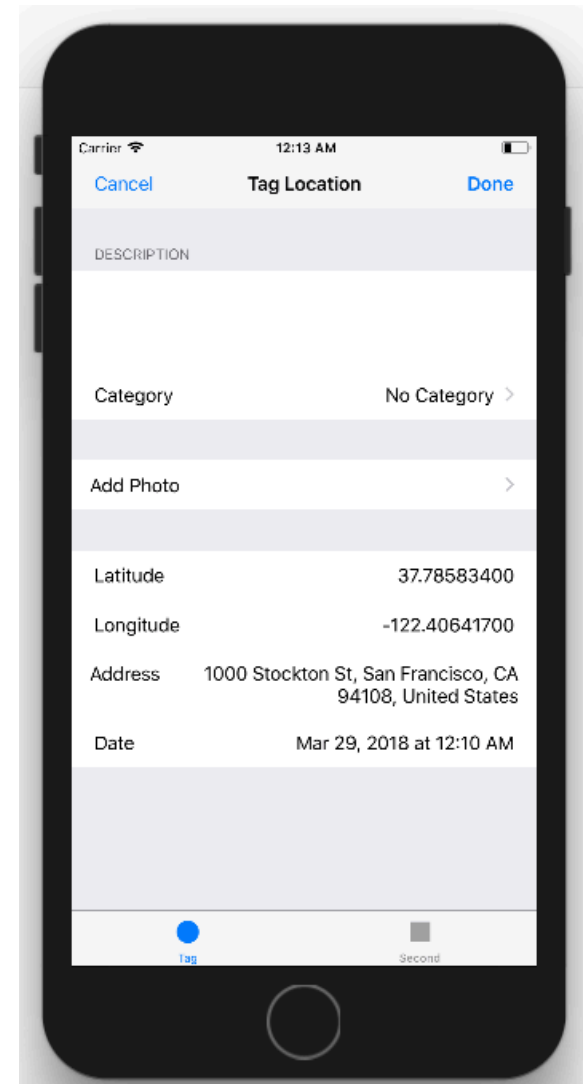 Carrier 12:13 AM
Cancel Tag Location Done
DESCRIPTION
Category No Category
Add Photo
Latitude 37.78583400
Longitude -122.40641700
Address 1000 Stockton St, San Francisco, CA
94108, United States
Date Mar 29, 2018 at 12:10 AM
Tag Second